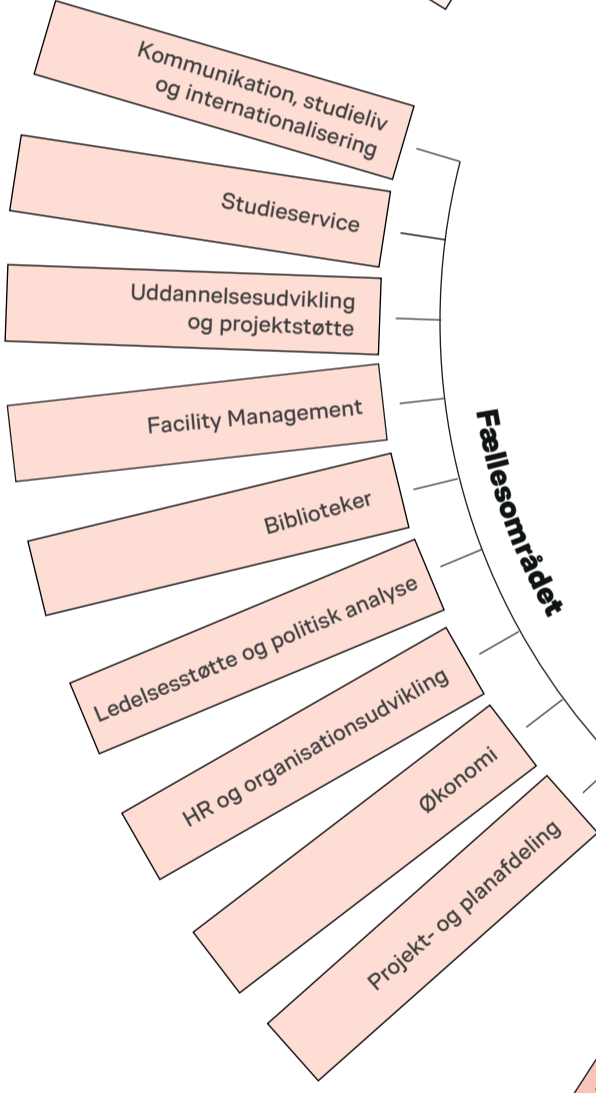 Kommunikation, studieliv
og internationalisering
Studieservice
Uddannelsesudvikling
og projektstøtte
Facility Management
Biblioteker
Ledelsesstøtte og politisk analyse
HR og organisationsudvikling
Økonomi
Projekt- og planafdeling
Fællesområdet